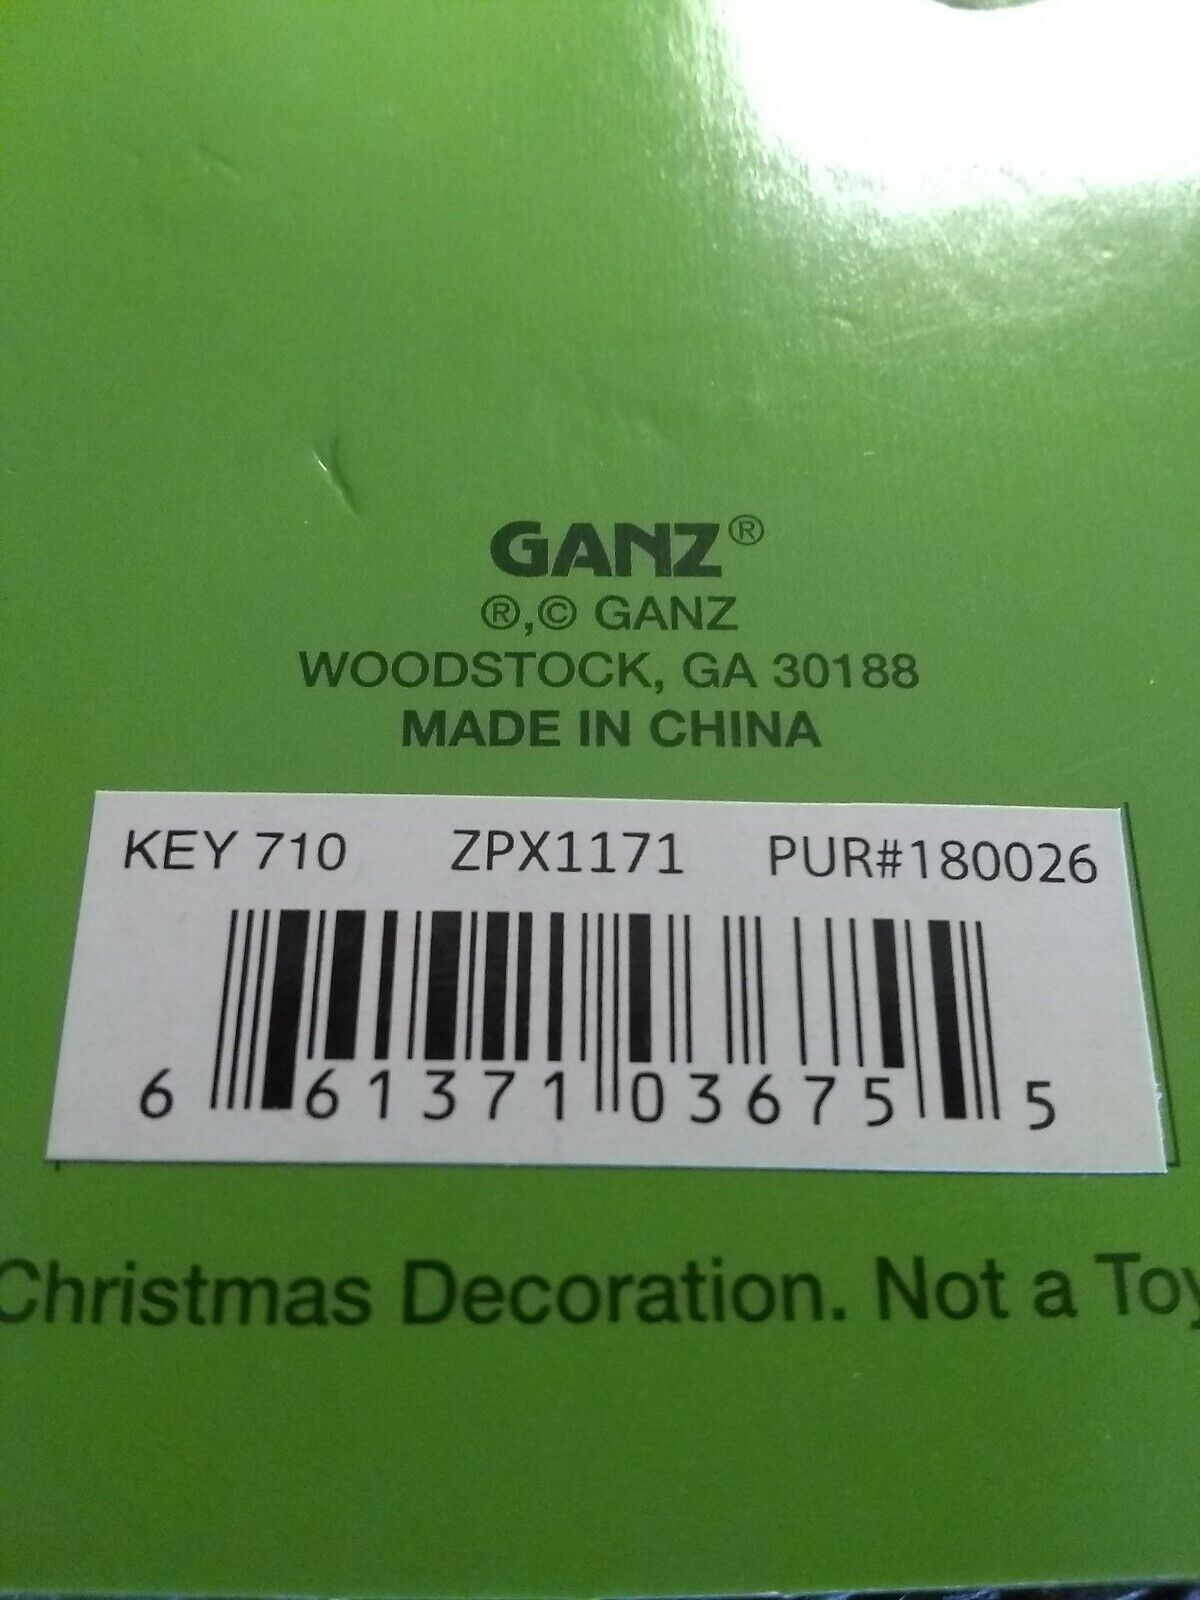 GANZ®
®,© GANZ
WOODSTOCK, GA 30188
MADE IN CHINA
KEY 710 ZPX1171 PUR#180026
6 61371 03675 5
Christmas Decoration. Not a Toy